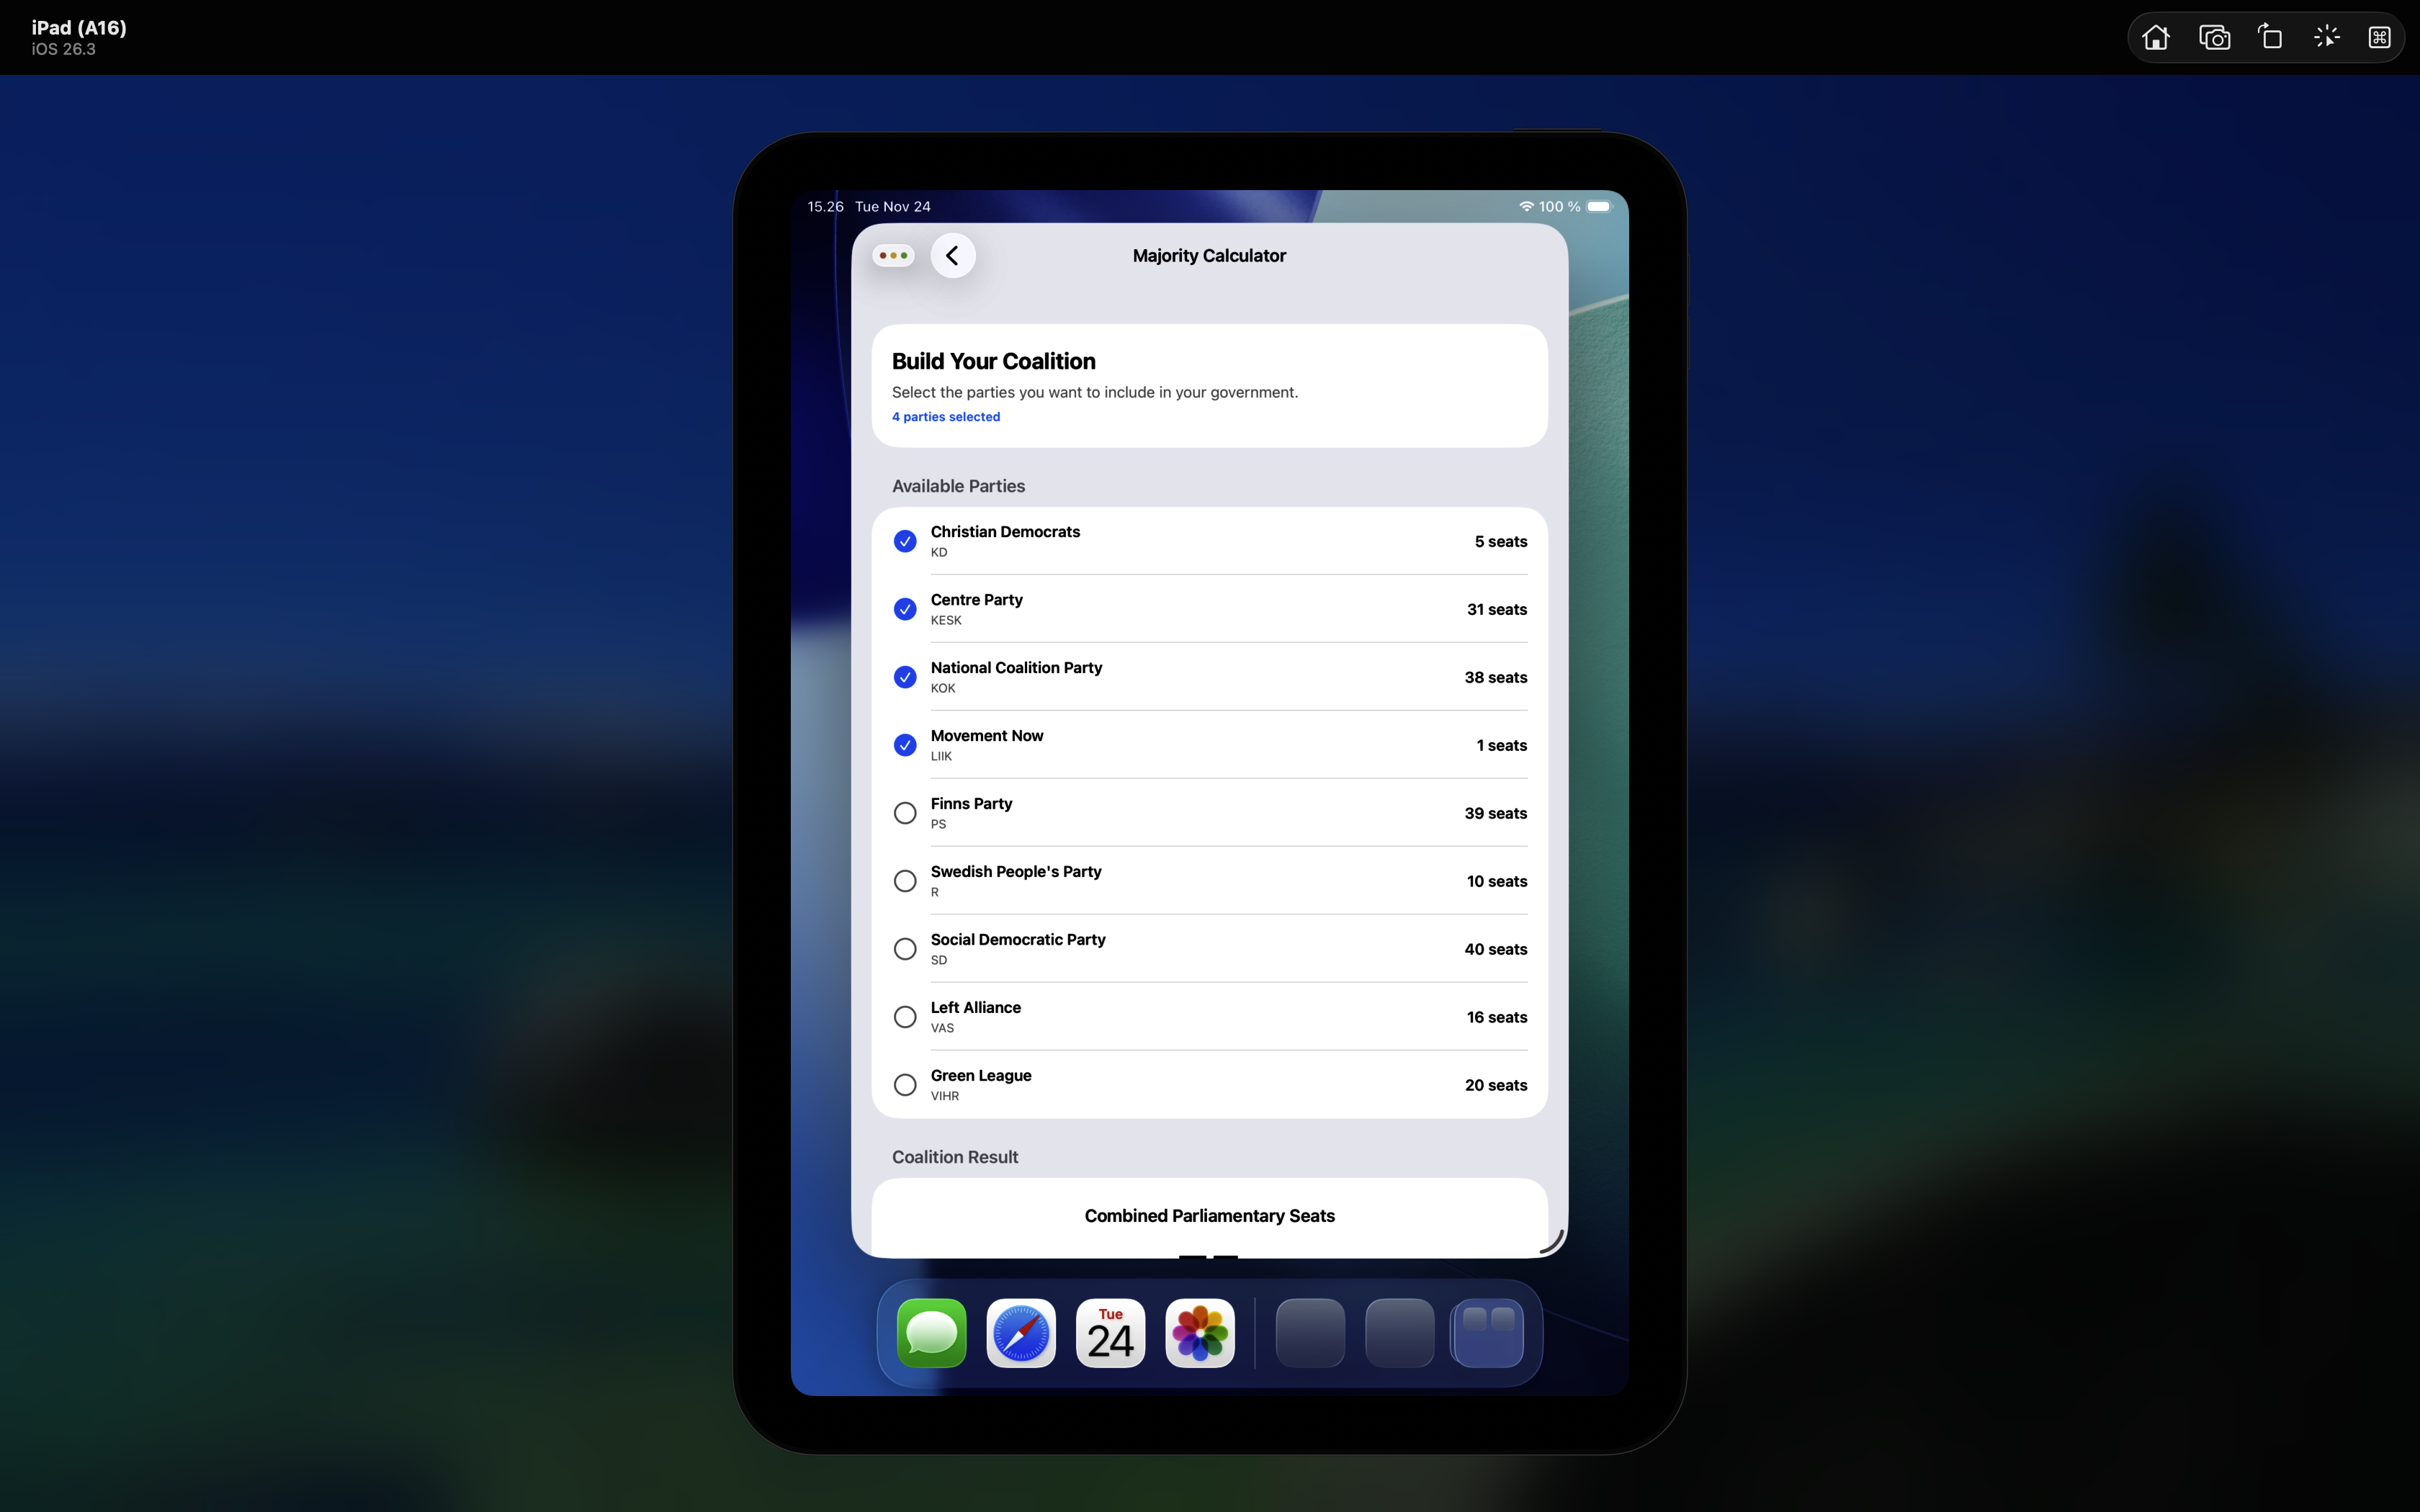 iPad (A16)
iOS 26.3
15.26 Tue Nov 24
100 %
Majority Calculator
Build Your Coalition
Select the parties you want to include in your government.
4 parties selected
Available Parties
Christian Democrats
KD
5 seats
Centre Party
KESK
31 seats
National Coalition Party
KOK
38 seats
Movement Now
LIIK
1 seats
Finns Party
PS
39 seats
Swedish People's Party
R
10 seats
Social Democratic Party
SD
40 seats
Left Alliance
VAS
16 seats
Green League
VIHR
20 seats
Coalition Result
Combined Parliamentary Seats
Tue
24